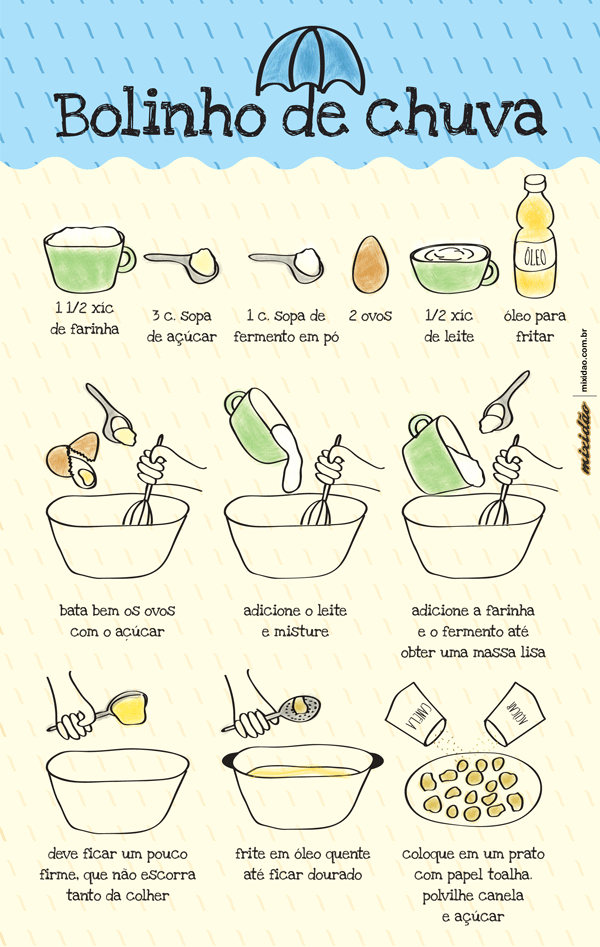 Bolinho de chuva
ÓLEO
1 1/2 xíc
de farinha
3 c. sopa
de açúcar
1 c. sopa de
fermento em pó
2 ovos
1/2 xíc
de leite
óleo para
fritar
mixidao.com.br
mixidão
bata bem os ovos
com o açúcar
adicione o leite
e misture
adicione a farinha
e o fermento até
obter uma massa lisa
CANELA
AÇÚCAR
deve ficar um pouco
firme, que não escorra
tanto da colher
frite em óleo quente
até ficar dourado
coloque em um prato
com papel toalha.
polvilhe canela
e açúcar